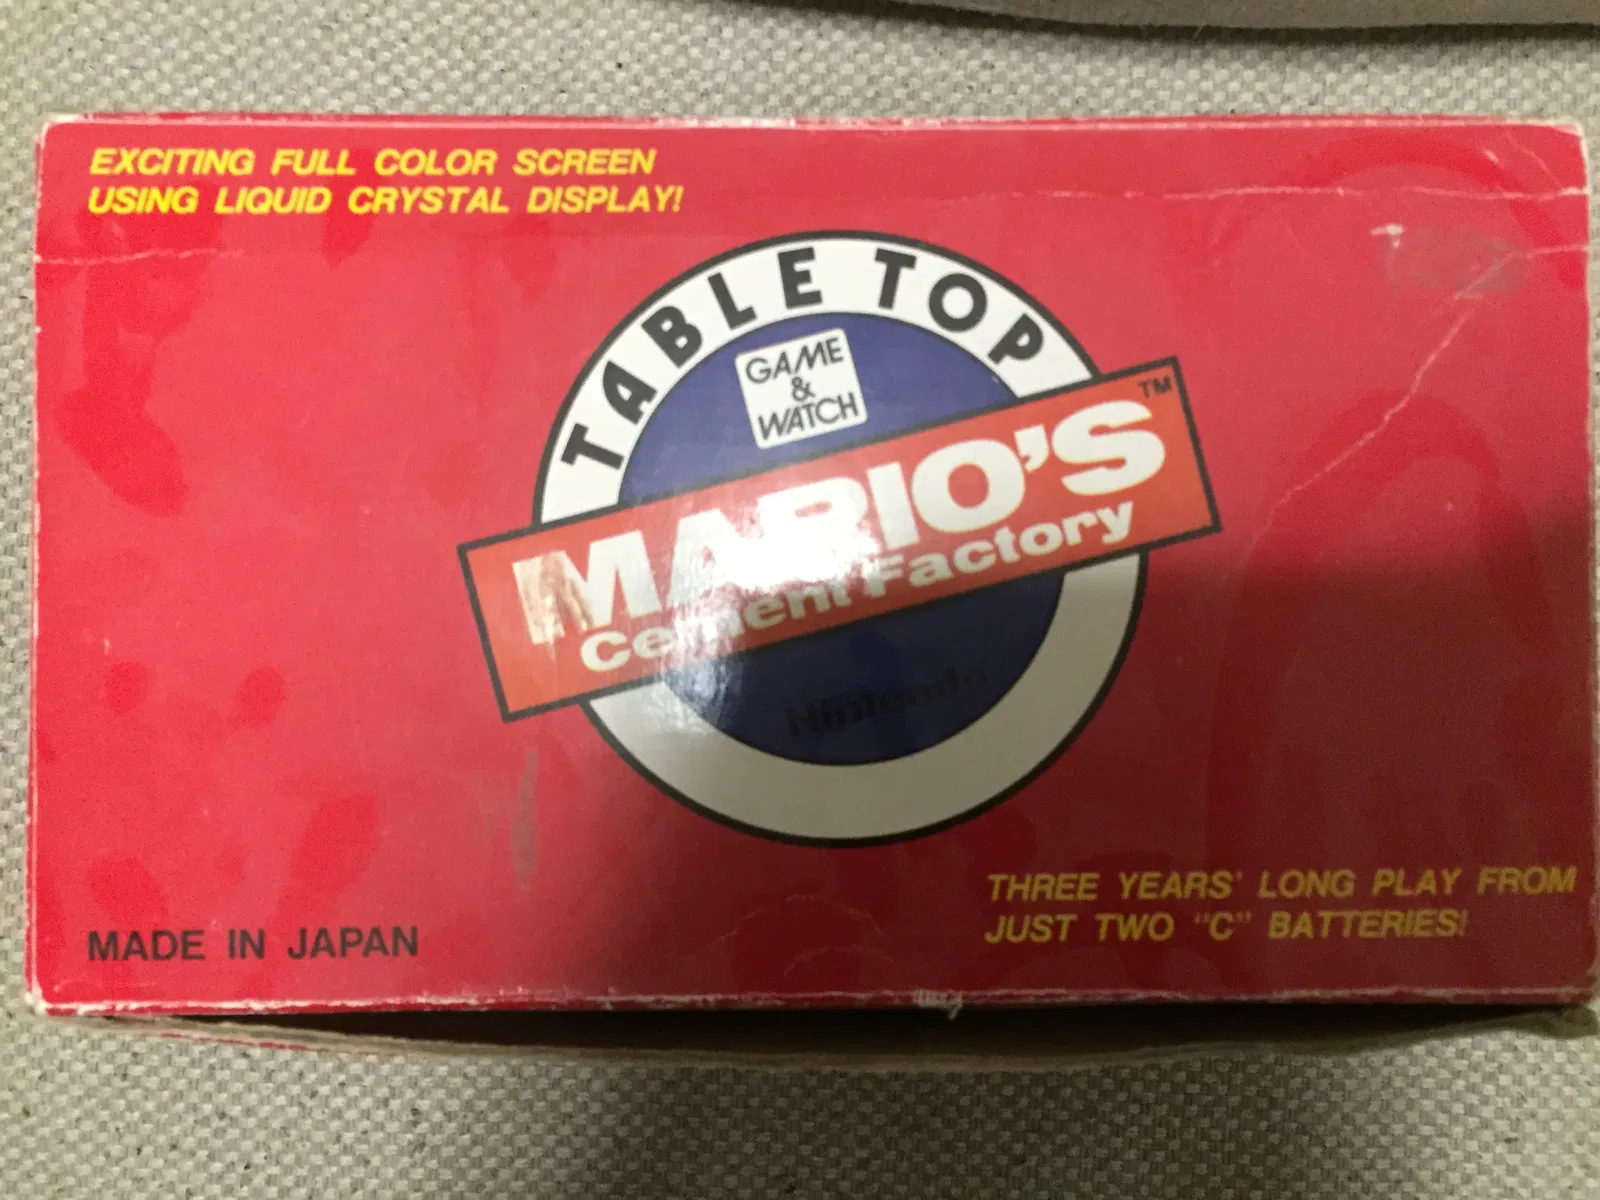 EXCITING FULL COLOR SCREEN
USING LIQUID CRYSTAL DISPLAY!
TABLE TOP
GAME
&
WATCH
MARIO'S™
Cement Factory
Nintendo
THREE YEARS' LONG PLAY FROM
JUST TWO "C" BATTERIES!
MADE IN JAPAN